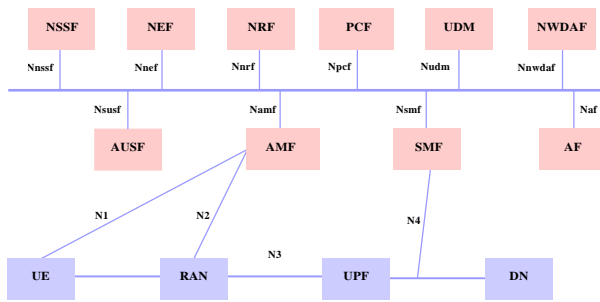 NSSF NEF NRF PCF UDM NWDAF
Nnssf Nnef Nnrf Npcf Nudm Nnwdaf
Nsusf Namf Nsmf Naf
AUSF AMF SMF AF
N1 N2 N4
N3
UE RAN UPF DN